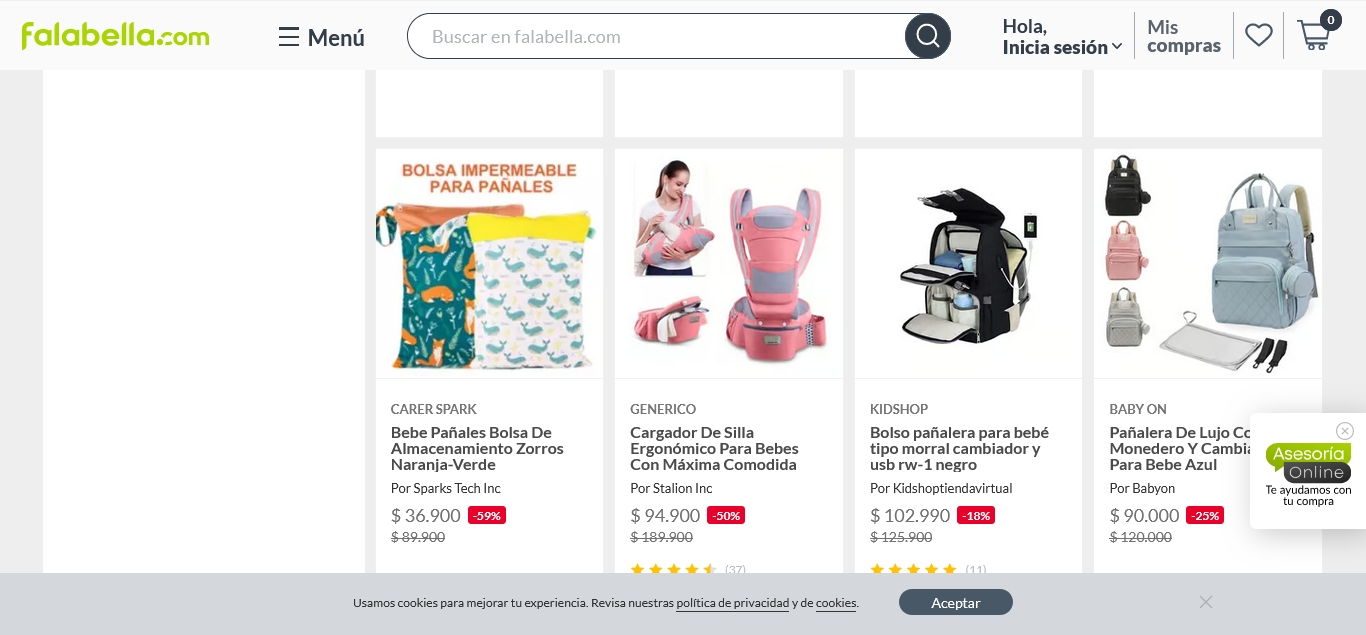 falabella.com
Menú
Buscar en falabella.com
Hola,
Inicia sesión
Mis
compras
0
BOLSA IMPERMEABLE
PARA PAÑALES
CARER SPARK
Bebe Pañales Bolsa De
Almacenamiento Zorros
Naranja-Verde
Por Sparks Tech Inc
$ 36.900 -59%
$ 89.900
GENERICO
Cargador De Silla
Ergonómico Para Bebes
Con Máxima Comodida
Por Stalion Inc
$ 94.900 -50%
$ 189.900
(37)
KIDSHOP
Bolso pañalera para bebé
tipo morral cambiador y
usb rw-1 negro
Por Kidshoptiendavirtual
$ 102.990 -18%
$ 125.900
(11)
BABY ON
Pañalera De Lujo Co
Monedero Y Cambia
Para Bebe Azul
Por Babyon
$ 90.000 -25%
$ 120.000
Asesoría
Online
Te ayudamos con
tu compra
Usamos cookies para mejorar tu experiencia. Revisa nuestras política de privacidad y de cookies.
Aceptar